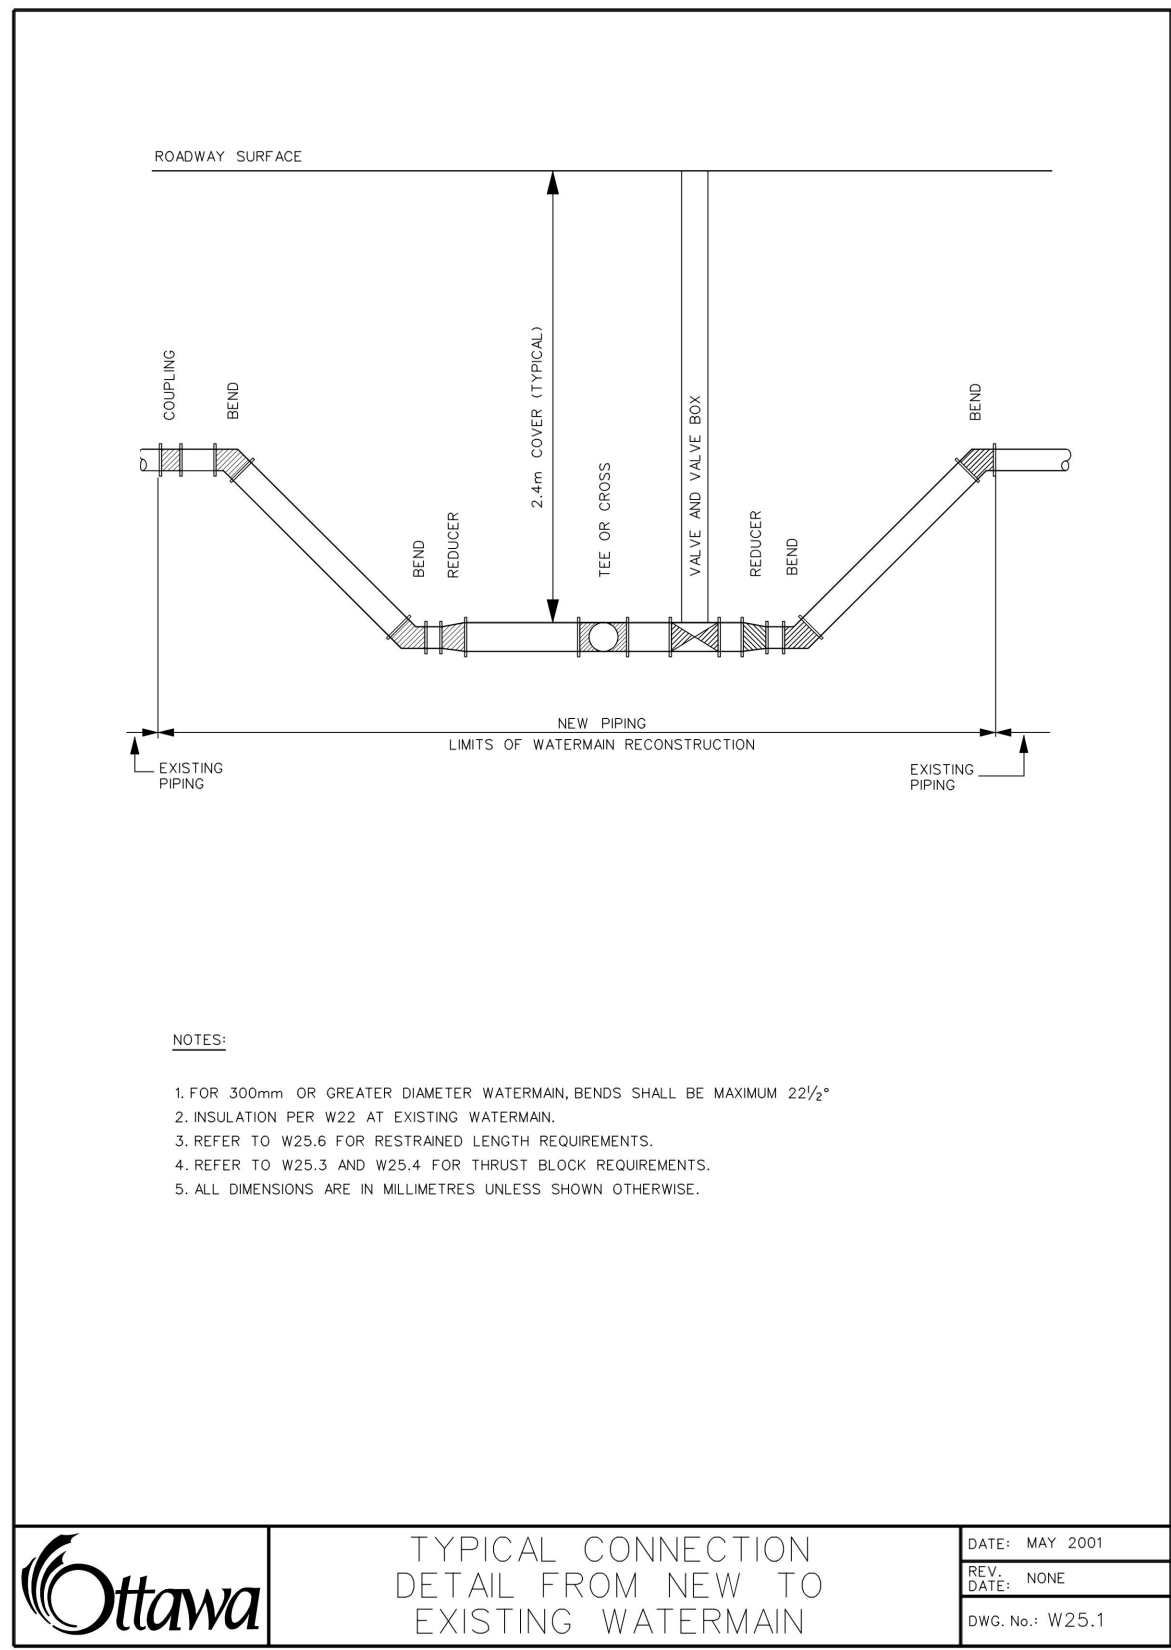 ROADWAY SURFACE
COUPLING
BEND
BEND
REDUCER
2.4m COVER (TYPICAL)
TEE OR CROSS
VALVE AND VALVE BOX
REDUCER
BEND
BEND
NEW PIPING
LIMITS OF WATERMAIN RECONSTRUCTION
EXISTING
PIPING
EXISTING
PIPING
NOTES:
1. FOR 300mm OR GREATER DIAMETER WATERMAIN, BENDS SHALL BE MAXIMUM 22 1/2°
2. INSULATION PER W22 AT EXISTING WATERMAIN.
3. REFER TO W25.6 FOR RESTRAINED LENGTH REQUIREMENTS.
4. REFER TO W25.3 AND W25.4 FOR THRUST BLOCK REQUIREMENTS.
5. ALL DIMENSIONS ARE IN MILLIMETRES UNLESS SHOWN OTHERWISE.
Ottawa
TYPICAL CONNECTION
DETAIL FROM NEW TO
EXISTING WATERMAIN
DATE: MAY 2001
REV.
DATE: NONE
DWG. No.: W25.1